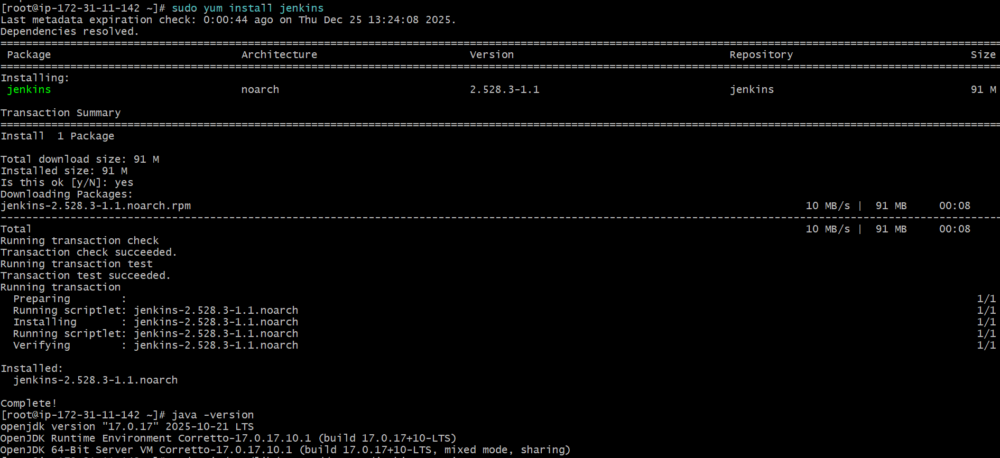 [root@ip-172-31-11-142 ~]# sudo yum install jenkins
Last metadata expiration check: 0:00:44 ago on Thu Dec 25 13:24:08 2025.
Dependencies resolved.
Package Architecture Version Repository Size
Installing:
jenkins noarch 2.528.3-1.1 jenkins 91 M
Transaction Summary
Install  1 Package
Total download size: 91 M
Installed size: 91 M
Is this ok [y/N]: yes
Downloading Packages:
jenkins-2.528.3-1.1.noarch.rpm 10 MB/s |  91 MB     00:08
Total 10 MB/s |  91 MB     00:08
Running transaction check
Transaction check succeeded.
Running transaction test
Transaction test succeeded.
Running transaction
Preparing        : 1/1
Running scriptlet: jenkins-2.528.3-1.1.noarch 1/1
Installing       : jenkins-2.528.3-1.1.noarch 1/1
Running scriptlet: jenkins-2.528.3-1.1.noarch 1/1
Verifying        : jenkins-2.528.3-1.1.noarch 1/1
Installed:
jenkins-2.528.3-1.1.noarch
Complete!
[root@ip-172-31-11-142 ~]# java -version
openjdk version "17.0.17" 2025-10-21 LTS
OpenJDK Runtime Environment Corretto-17.0.17.10.1 (build 17.0.17+10-LTS)
OpenJDK 64-Bit Server VM Corretto-17.0.17.10.1 (build 17.0.17+10-LTS, mixed mode, sharing)